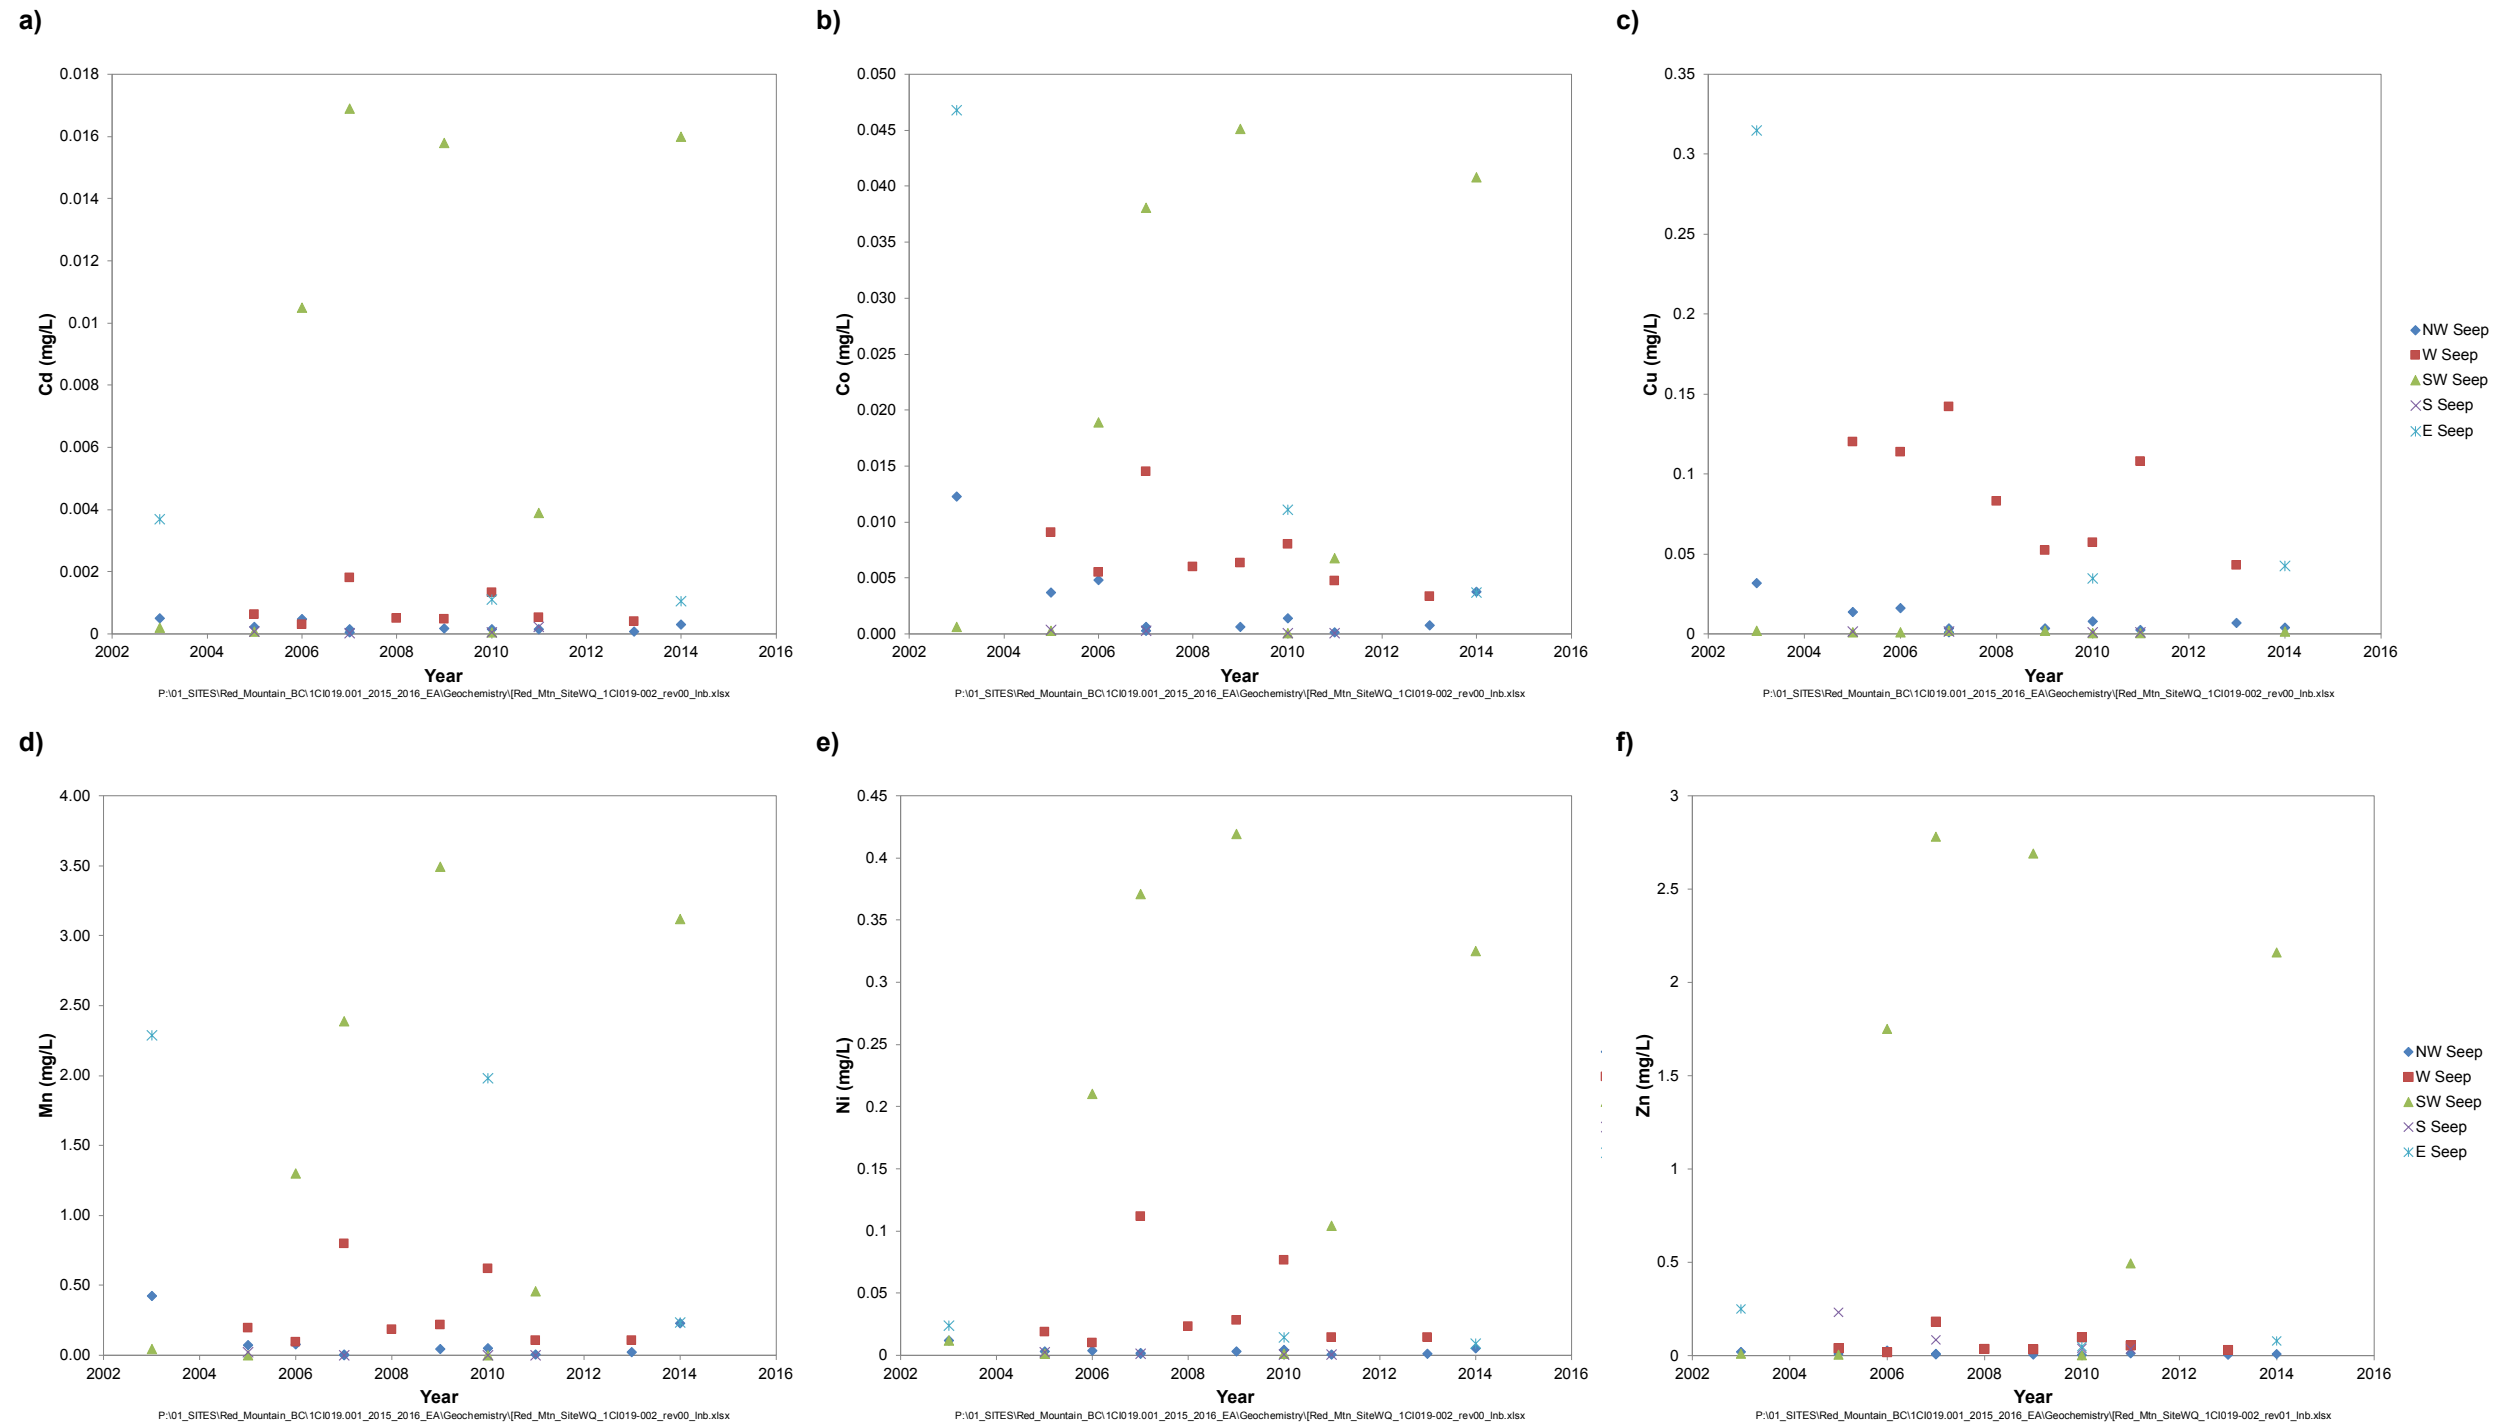 a)
b)
c)
0.018
0.016
0.014
0.012
0.01
0.008
0.006
0.004
0.002
0
Cd (mg/L)
2002 2004 2006 2008 2010 2012 2014 2016
Year
P:\01_SITES\Red_Mountain_BC\1CI019.001_2015_2016_EA\Geochemistry\[Red_Mtn_SiteWQ_1CI019-002_rev00_lnb.xlsx
0.050
0.045
0.040
0.035
0.030
0.025
0.020
0.015
0.010
0.005
0.000
Co (mg/L)
2002 2004 2006 2008 2010 2012 2014 2016
Year
P:\01_SITES\Red_Mountain_BC\1CI019.001_2015_2016_EA\Geochemistry\[Red_Mtn_SiteWQ_1CI019-002_rev00_lnb.xlsx
0.35
0.3
0.25
0.2
0.15
0.1
0.05
0
Cu (mg/L)
2002 2004 2006 2008 2010 2012 2014 2016
Year
P:\01_SITES\Red_Mountain_BC\1CI019.001_2015_2016_EA\Geochemistry\[Red_Mtn_SiteWQ_1CI019-002_rev00_lnb.xlsx
NW Seep
W Seep
SW Seep
S Seep
E Seep
d)
e)
f)
4.00
3.50
3.00
2.50
2.00
1.50
1.00
0.50
0.00
Mn (mg/L)
2002 2004 2006 2008 2010 2012 2014 2016
Year
P:\01_SITES\Red_Mountain_BC\1CI019.001_2015_2016_EA\Geochemistry\[Red_Mtn_SiteWQ_1CI019-002_rev00_lnb.xlsx
0.45
0.4
0.35
0.3
0.25
0.2
0.15
0.1
0.05
0
Ni (mg/L)
2002 2004 2006 2008 2010 2012 2014 2016
Year
P:\01_SITES\Red_Mountain_BC\1CI019.001_2015_2016_EA\Geochemistry\[Red_Mtn_SiteWQ_1CI019-002_rev00_lnb.xlsx
3
2.5
2
1.5
1
0.5
0
Zn (mg/L)
2002 2004 2006 2008 2010 2012 2014 2016
Year
P:\01_SITES\Red_Mountain_BC\1CI019.001_2015_2016_EA\Geochemistry\[Red_Mtn_SiteWQ_1CI019-002_rev01_lnb.xlsx
NW Seep
W Seep
SW Seep
S Seep
E Seep